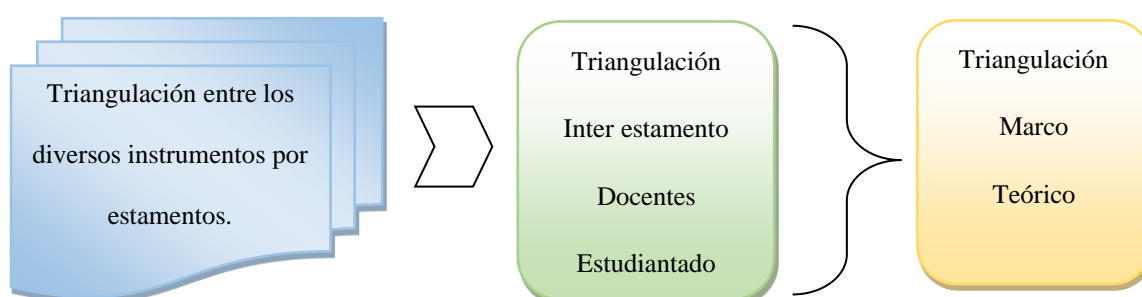 Triangulación entre los
diversos instrumentos por
estamentos.
Triangulación
Inter estamento
Docentes
Estudiantado
Triangulación
Marco
Teórico